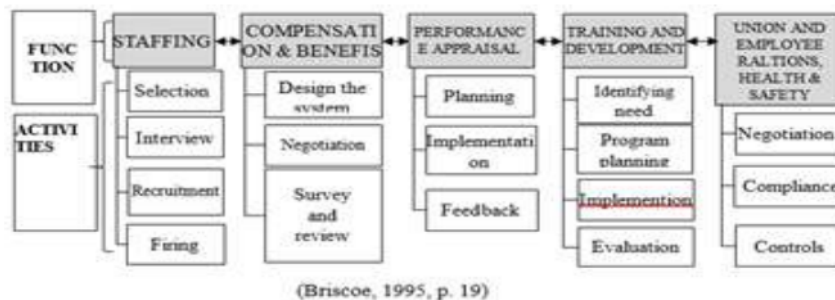 FUNC
TION
STAFFING
COMPENSATI
ON & BENEFIS
PERFORMANC
E APPRAISAL
TRAINING AND
DEVELOPMENT
UNION AND
EMPLOYEE
RALTIONS,
HEALTH &
SAFETY
ACTIVI
TIES
Selection
Interview
Recruitment
Firing
Design the
system
Negotiation
Survey
and
review
Planning
Implementati
on
Feedback
Identifying
need
Program
planning
Implemention
Evaluation
Negotiation
Compliance
Controls
(Briscoe, 1995, p. 19)